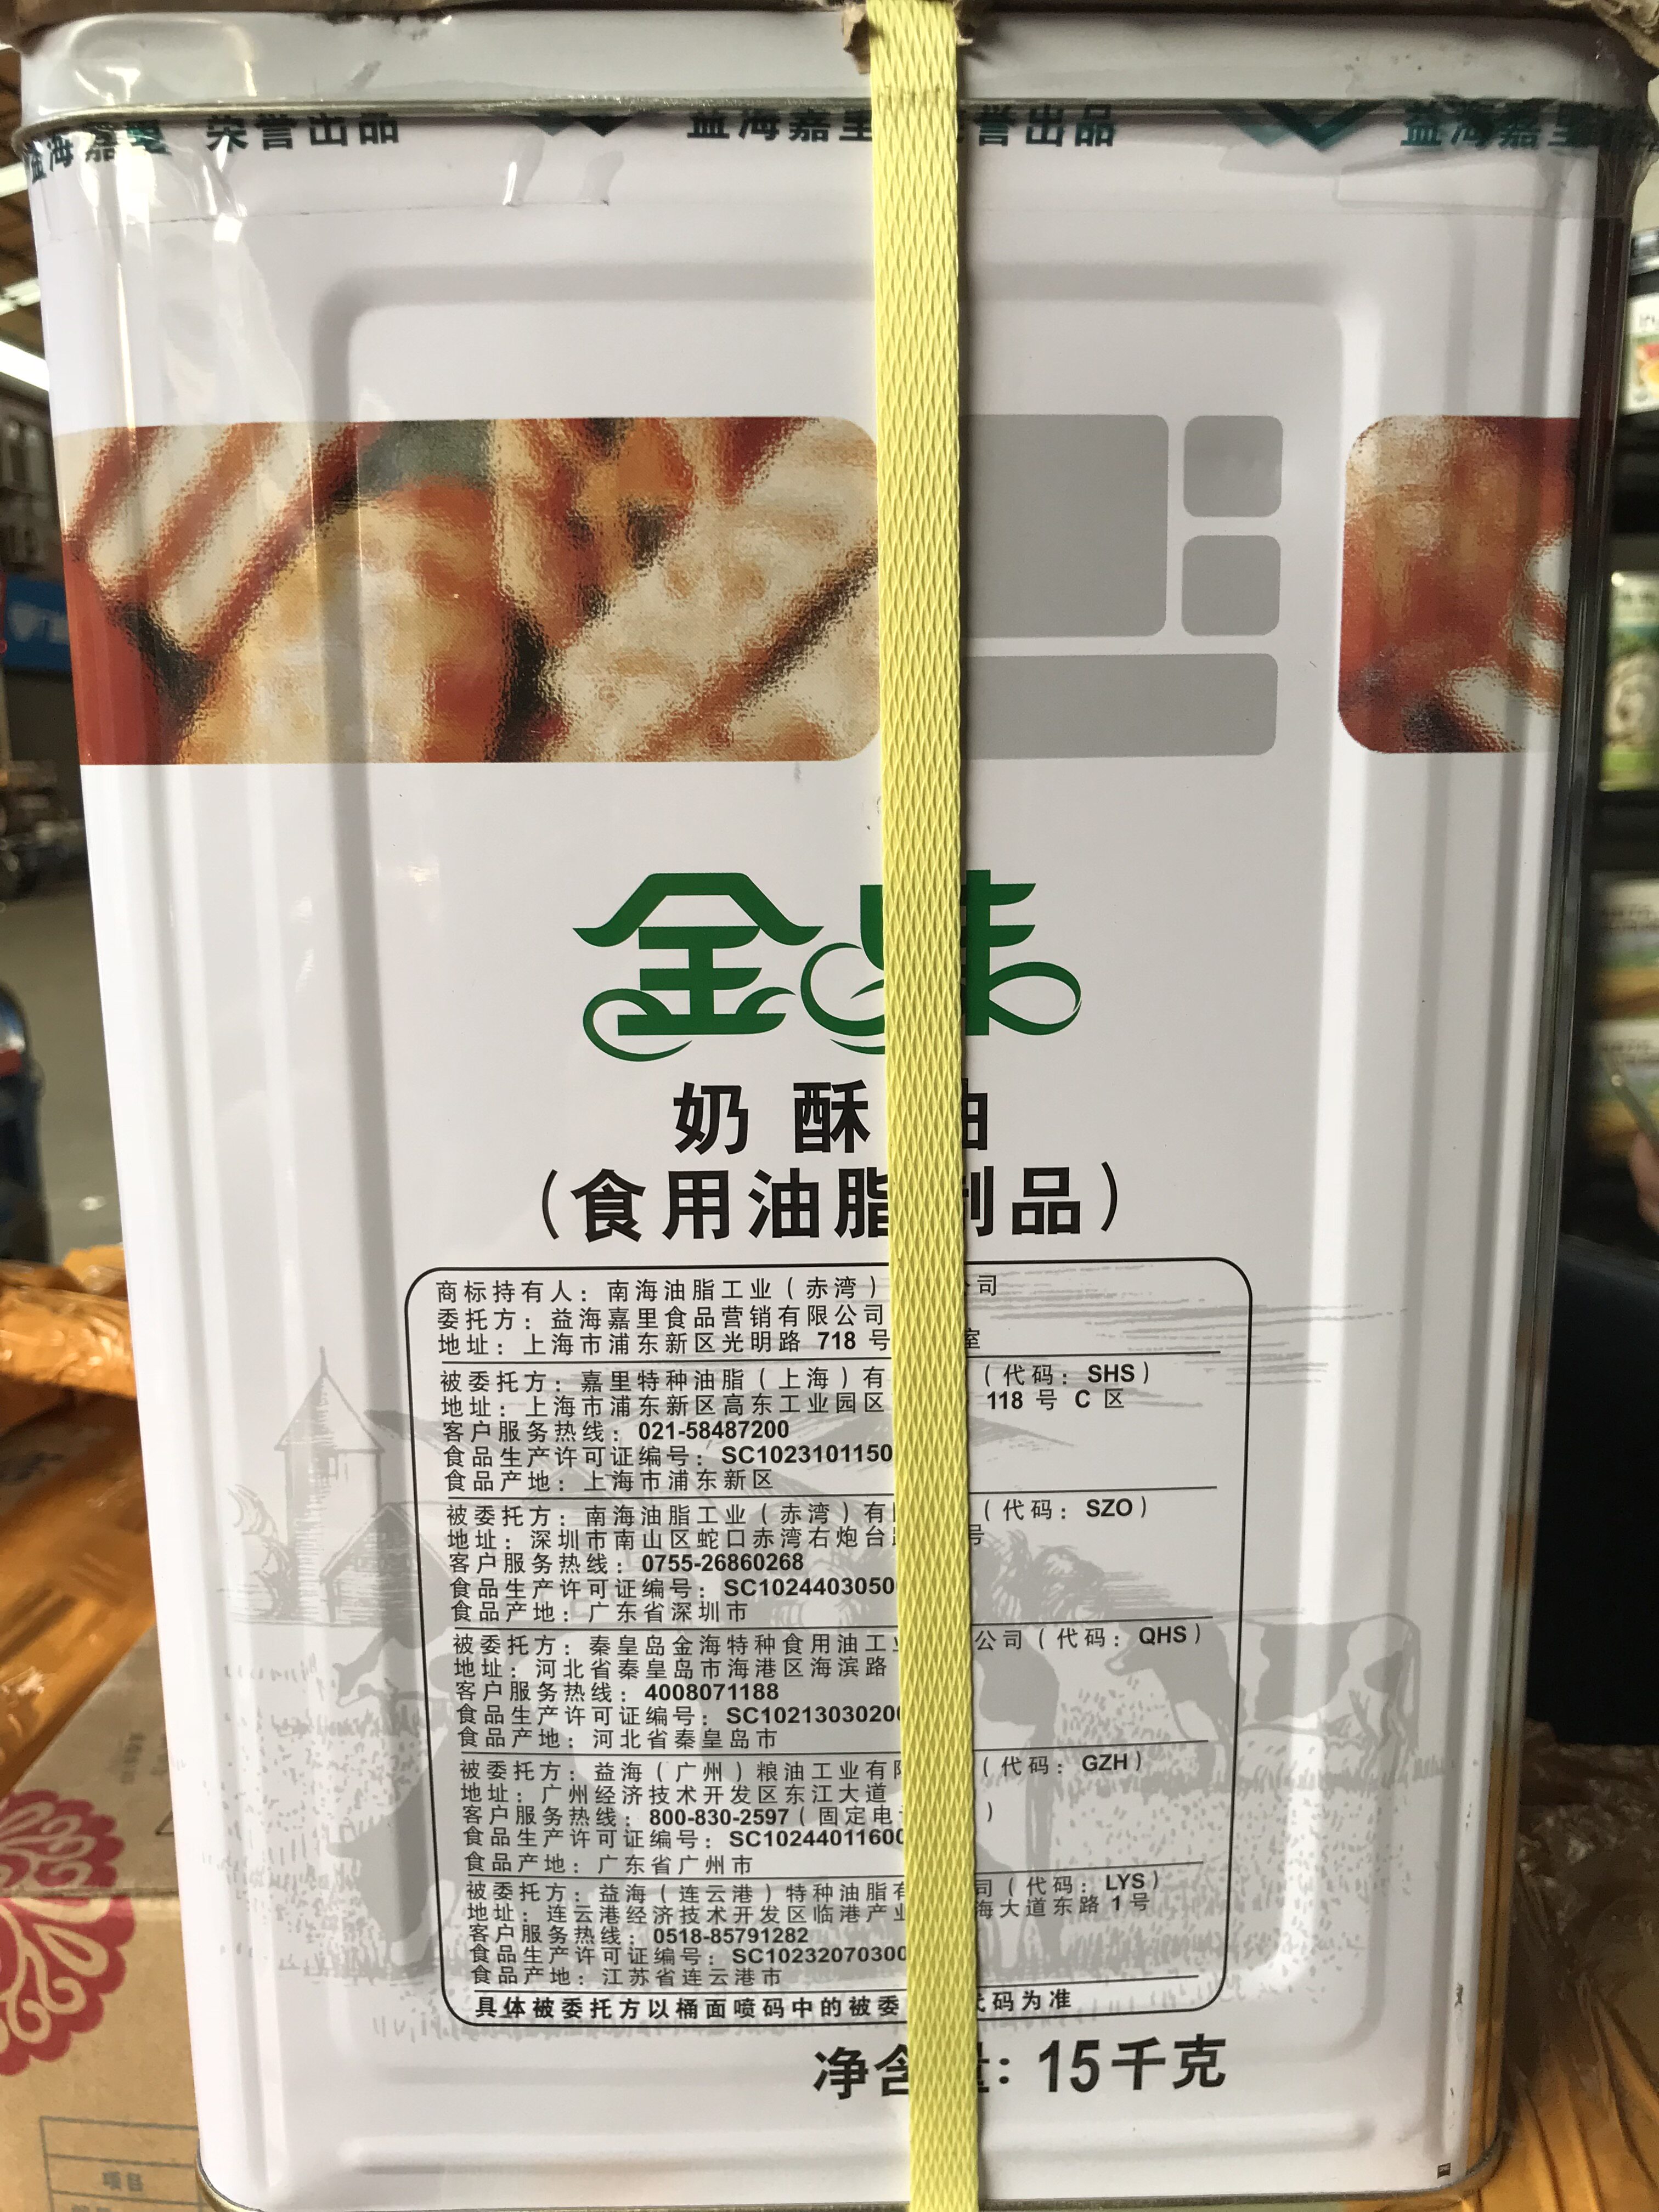 益海嘉里 荣誉出品 益海嘉里 誉出品 益海嘉里
金味
奶酥油
(食用油脂制品)
商标持有人：南海油脂工业（赤湾） 公司
委托方：益海嘉里食品营销有限公司
地址：上海市浦东新区光明路 718 号 室
被委托方：嘉里特种油脂（上海）有 （代码：SHS）
地址：上海市浦东新区高东工业园区 118 号 C 区
客户服务热线：021-58487200
食品生产许可证编号：SC1023101150
食品产地：上海市浦东新区
被委托方：南海油脂工业（赤湾）有 （代码：SZO）
地址：深圳市南山区蛇口赤湾右炮台 号
客户服务热线：0755-26860268
食品生产许可证编号：SC1024403050
食品产地：广东省深圳市
被委托方：秦皇岛金海特种食用油工 公司（代码：QHS）
地址：河北省秦皇岛市海港区海滨路
客户服务热线：4008071188
食品生产许可证编号：SC1021303020
食品产地：河北省秦皇岛市
被委托方：益海（广州）粮油工业有 （代码：GZH）
地址：广州经济技术开发区东江大道
客户服务热线：800-830-2597（固定电 ）
食品生产许可证编号：SC1024401160
食品产地：广东省广州市
被委托方：益海（连云港）特种油脂有 司（代码：LYS）
地址：连云港经济技术开发区临港产业 海大道东路 1 号
客户服务热线：0518-85791282
食品生产许可证编号：SC1023207030
食品产地：江苏省连云港市
具体被委托方以桶面喷码中的被委 代码为准
净含量：15千克
项目